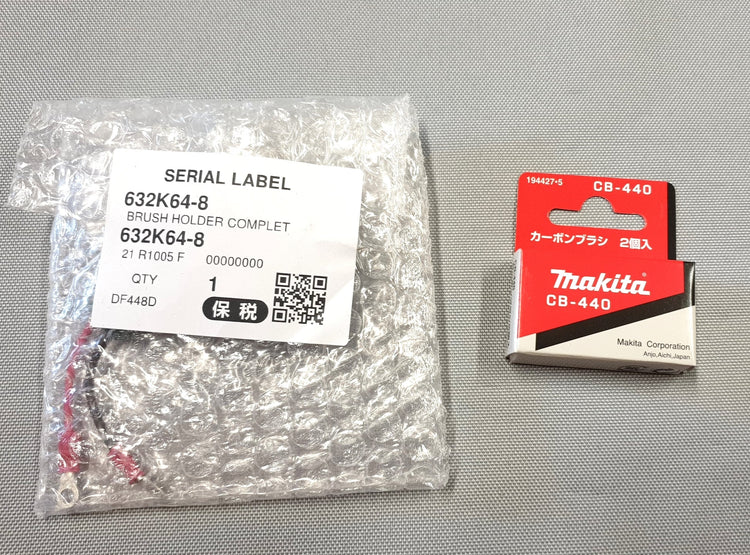 SERIAL LABEL
632K64-8
BRUSH HOLDER COMPLET
632K64-8
21 R1005 F 00000000
QTY 1
DF448D
保税
194427-5 CB-440
カーボンブラシ 2個入
makita
CB-440
Makita Corporation
Anjo,Aichi,Japan